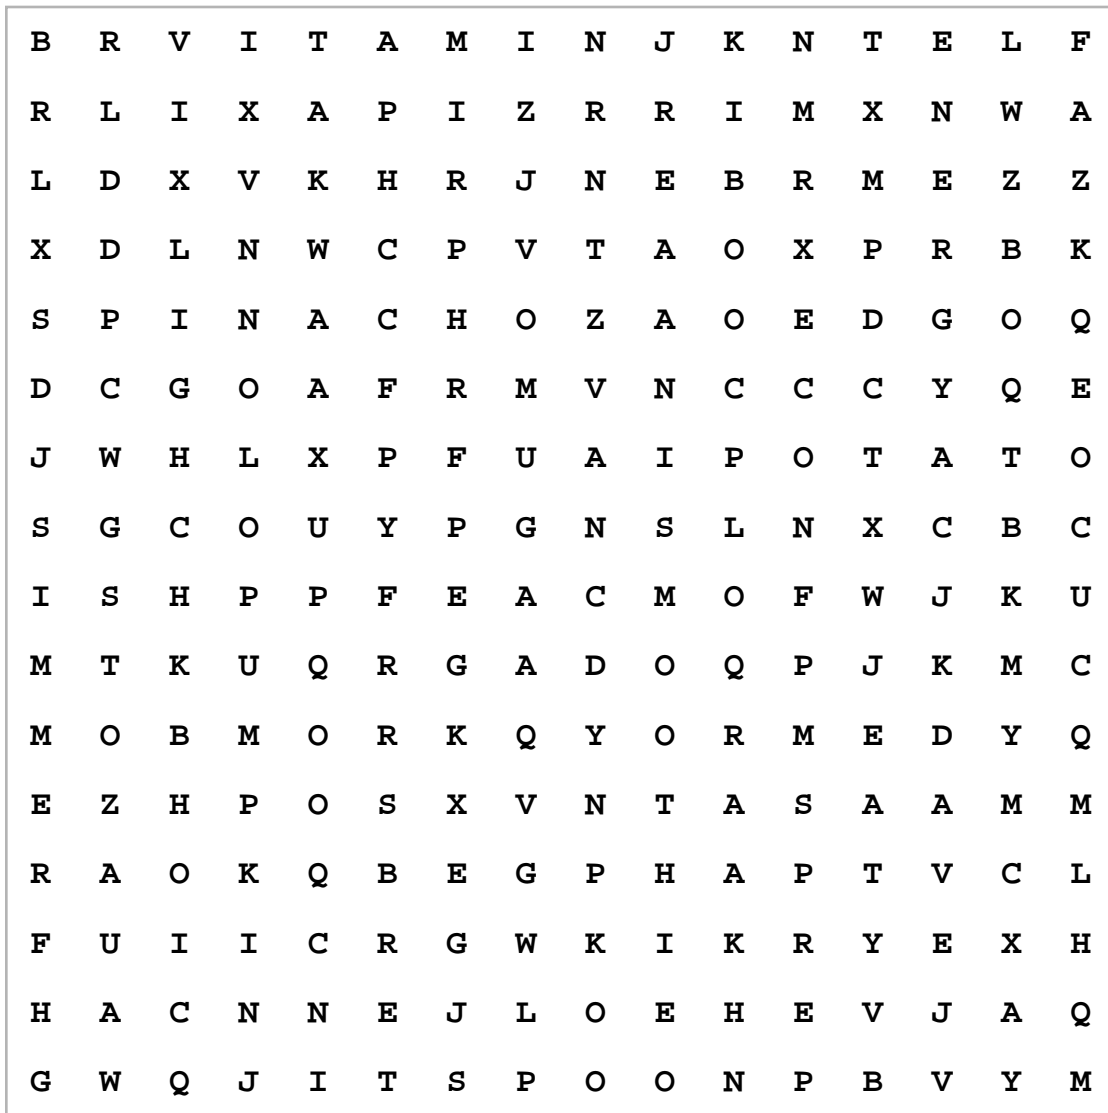 B R V I T A M I N J K N T E L F
R L I X A P I Z R R I M X N W A
L D X V K H R J N E B R M E Z Z
X D L N W C P V T A O X P R B K
S P I N A C H O Z A O E D G O Q
D C G O A F R M V N C C C Y Q E
J W H L X P F U A I P O T A T O
S G C O U Y P G N S L N X C B C
I S H P P F E A C M O F W J K U
M T K U Q R G A D O Q P J K M C
M O B M O R K Q Y O R M E D Y Q
E Z H P O S X V N T A S A A M M
R A O K Q B E G P H A P T V C L
F U I I C R G W K I K R Y E X H
H A C N N E J L O E H E V J A Q
G W Q J I T S P O O N P B V Y M